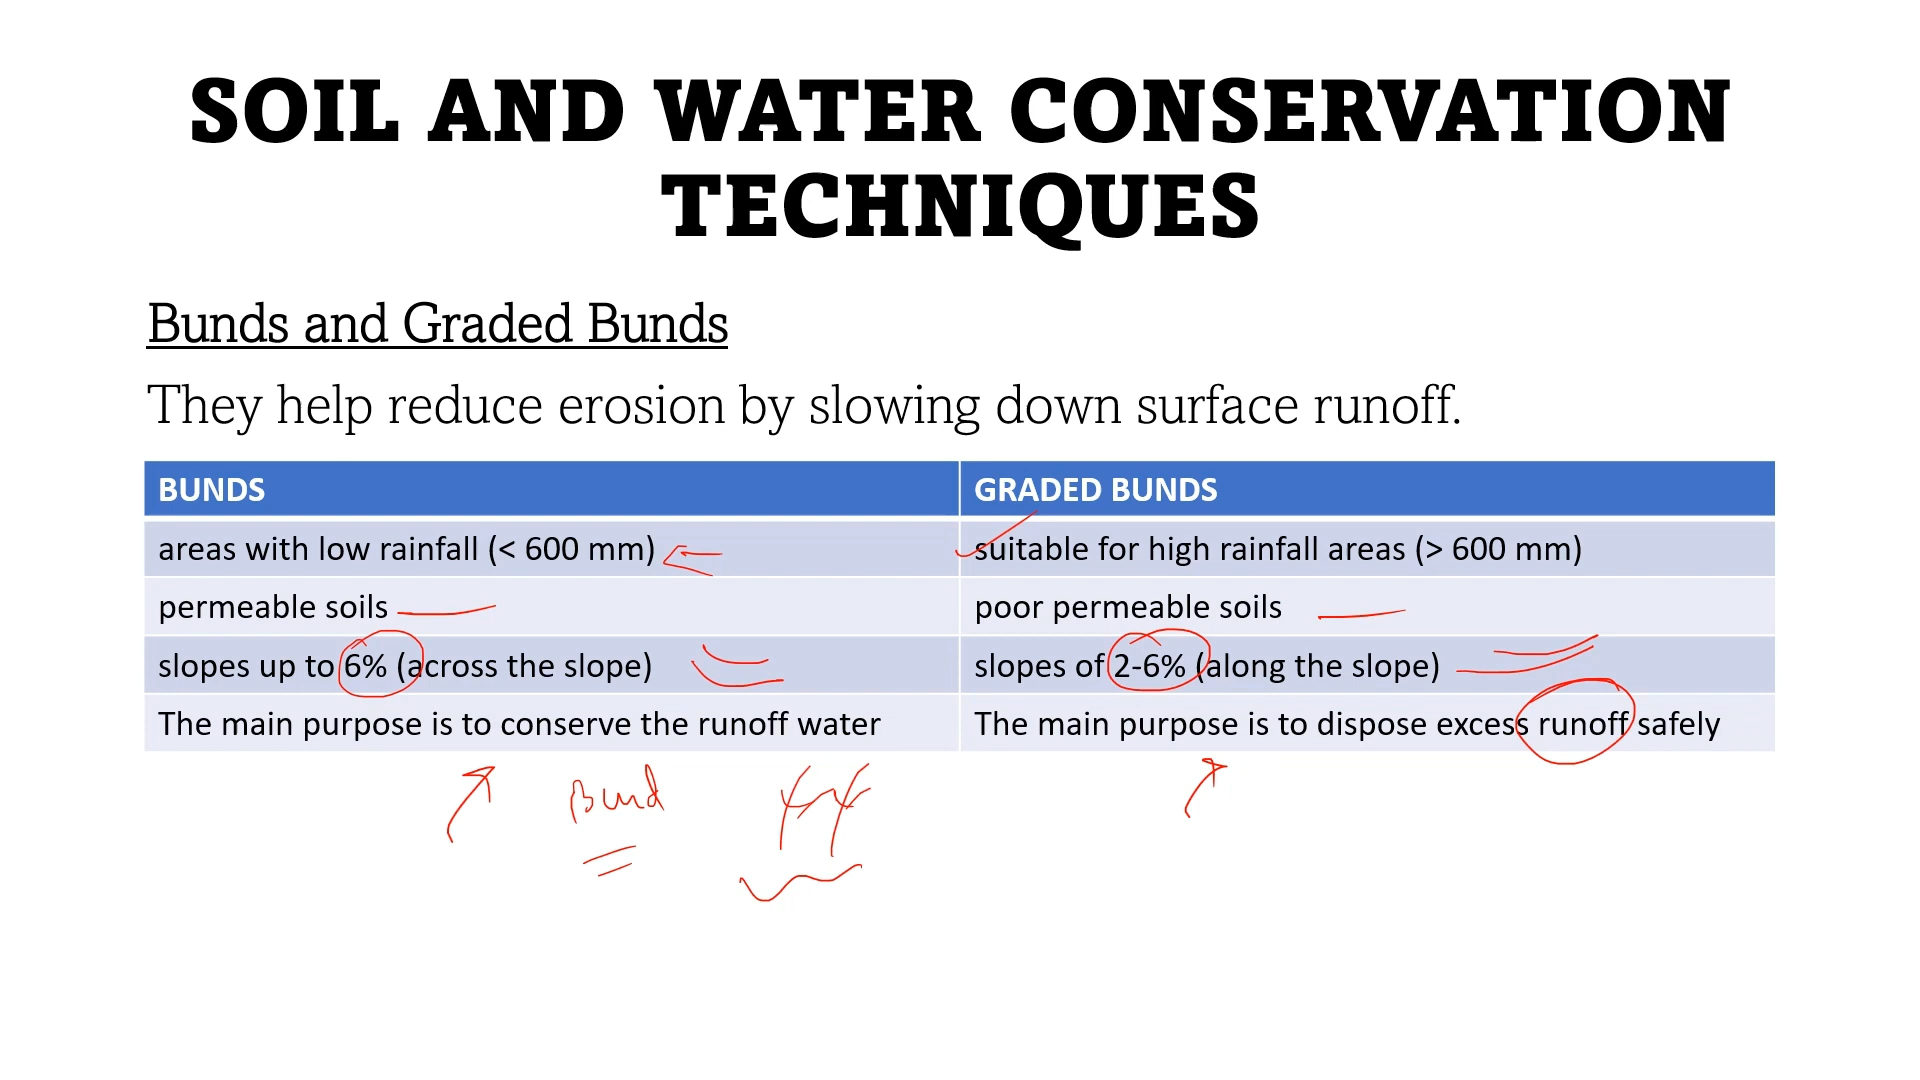 SOIL AND WATER CONSERVATION
TECHNIQUES
Bunds and Graded Bunds
They help reduce erosion by slowing down surface runoff.
BUNDS
GRADED BUNDS
areas with low rainfall (< 600 mm)
suitable for high rainfall areas (> 600 mm)
permeable soils
poor permeable soils
slopes up to 6% (across the slope)
slopes of 2-6% (along the slope)
The main purpose is to conserve the runoff water
The main purpose is to dispose excess runoff safely
Bund